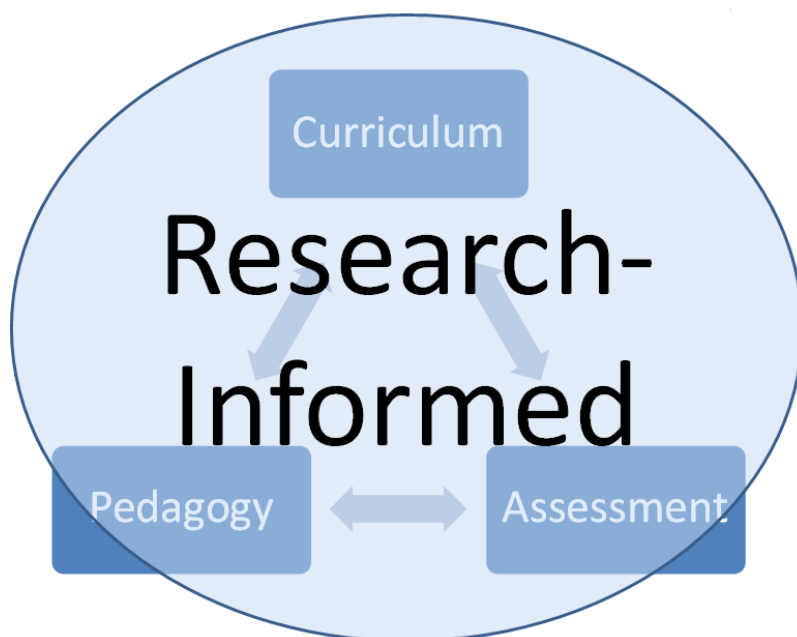 Curriculum
Research-
Informed
Pedagogy
Assessment